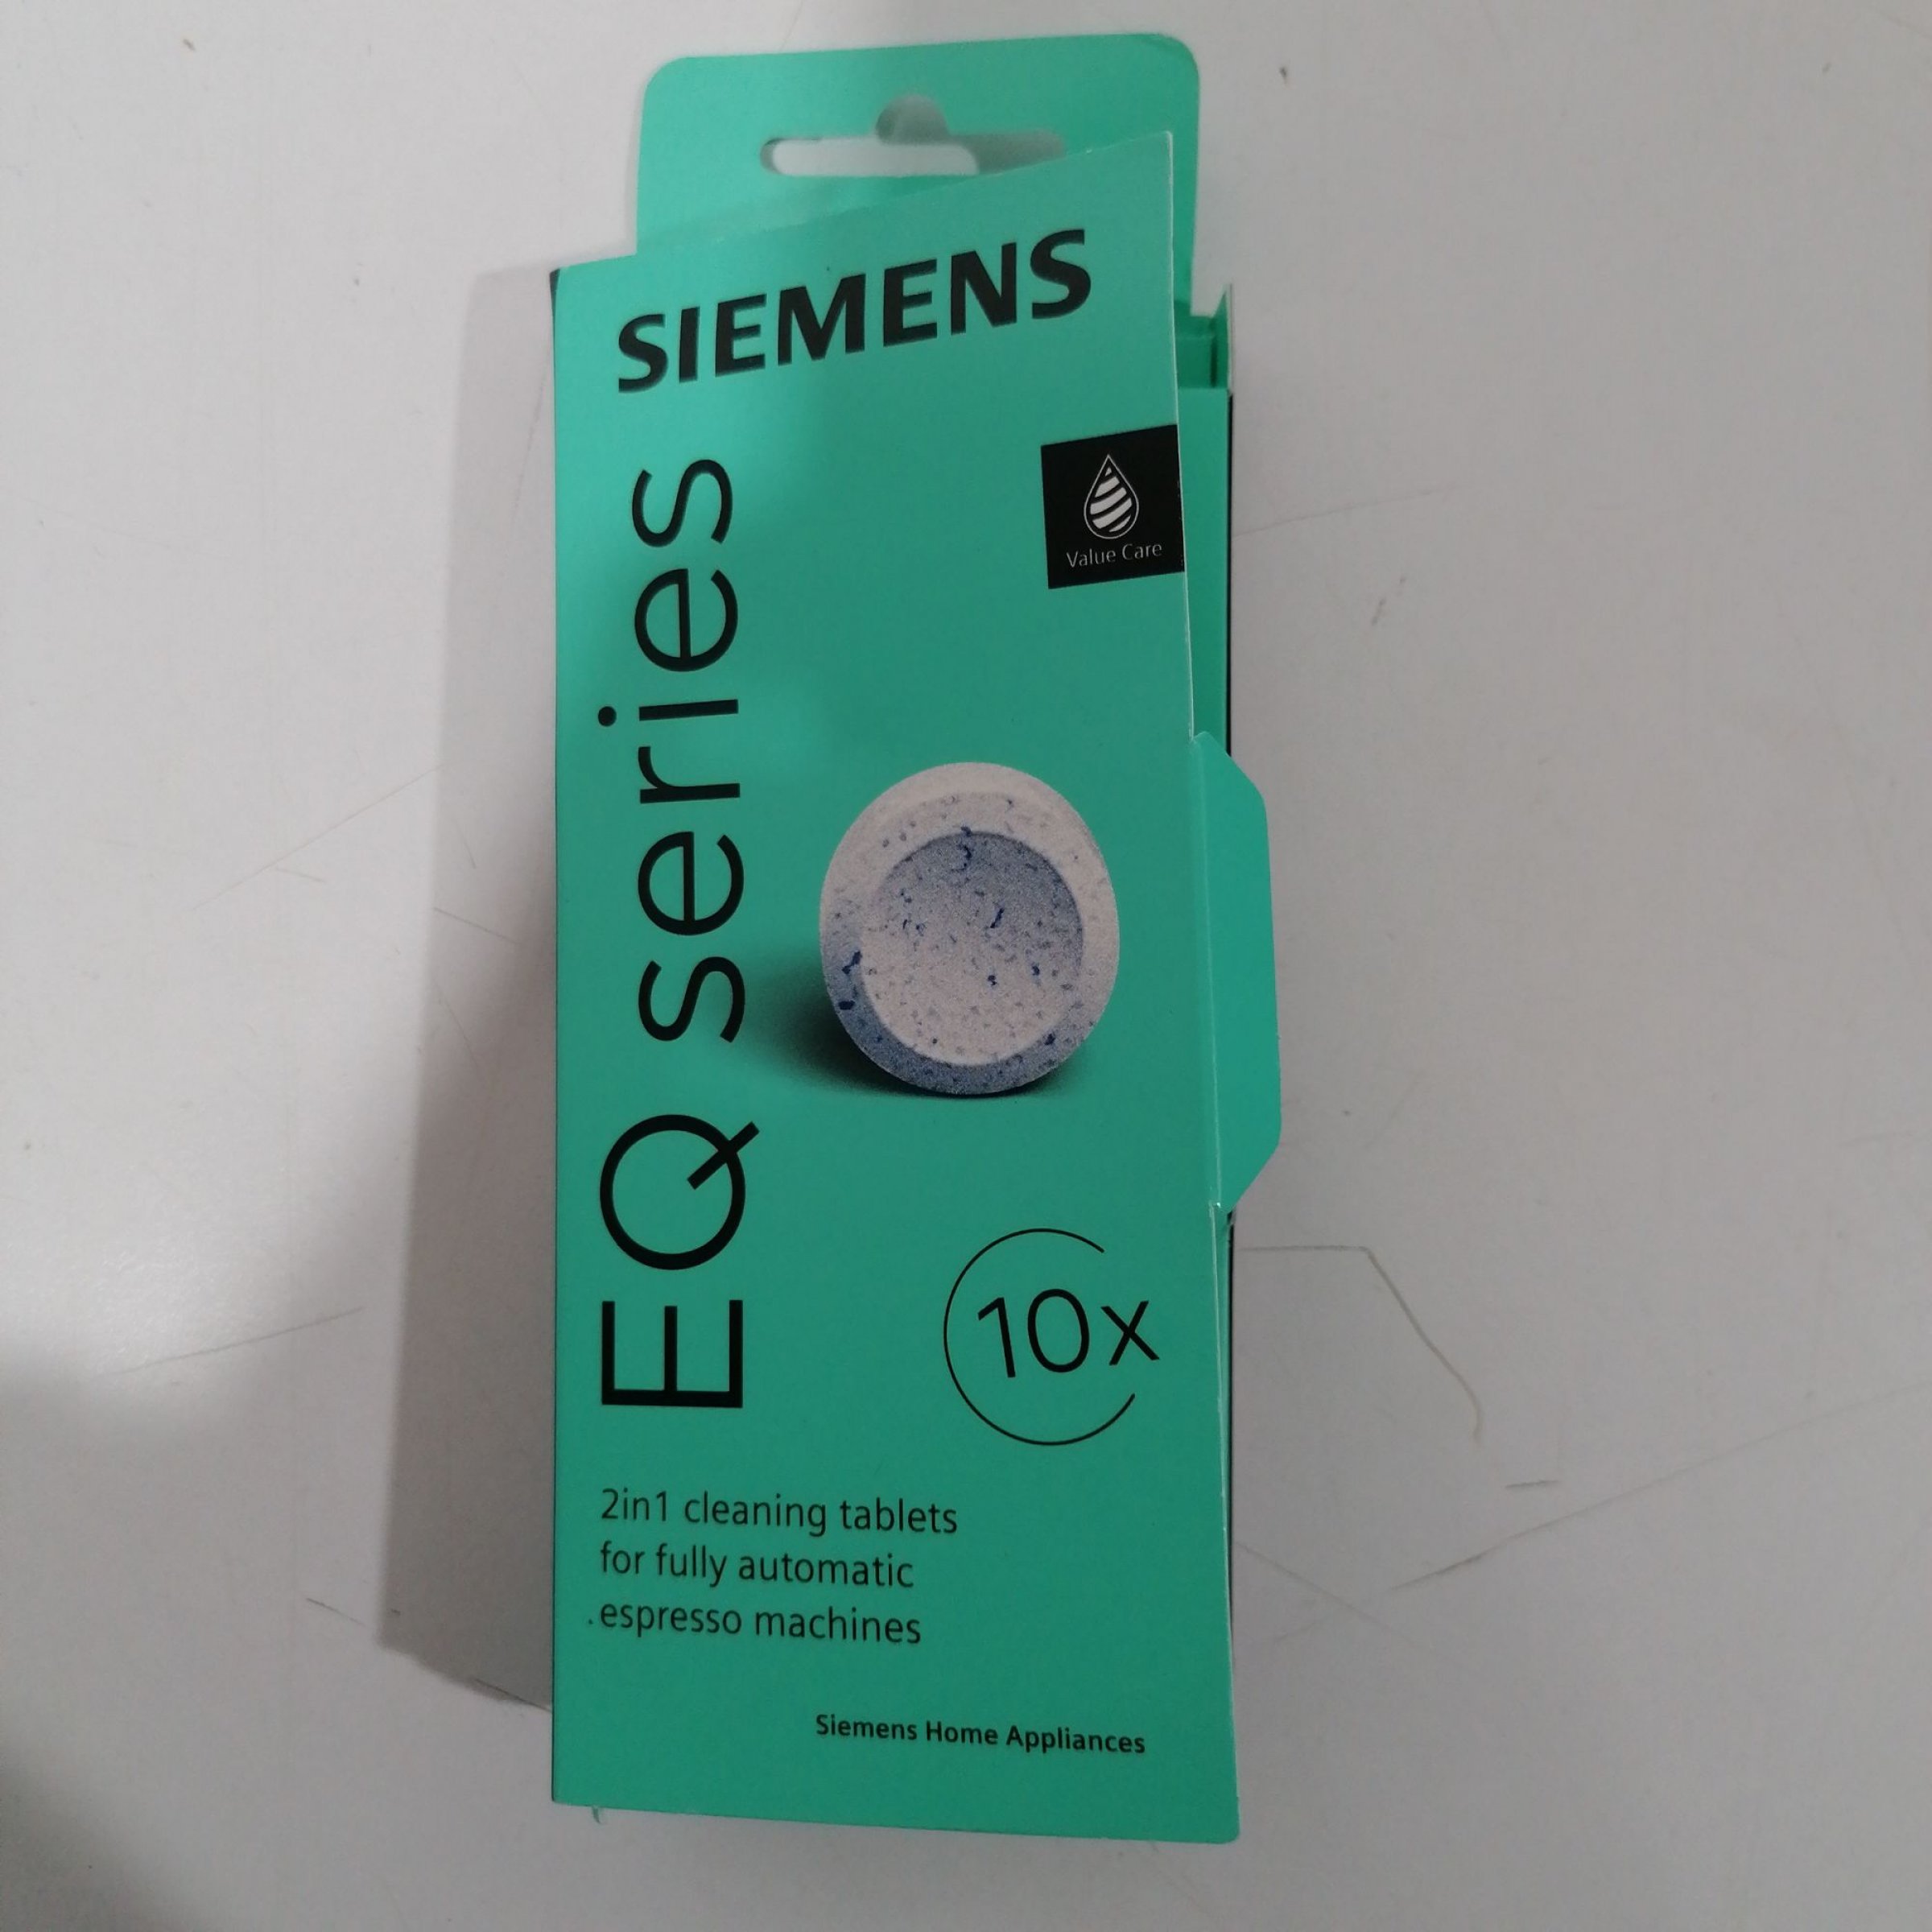 SIEMENS
Value Care
EQ series
10x
2in1 cleaning tablets
for fully automatic
espresso machines
Siemens Home Appliances